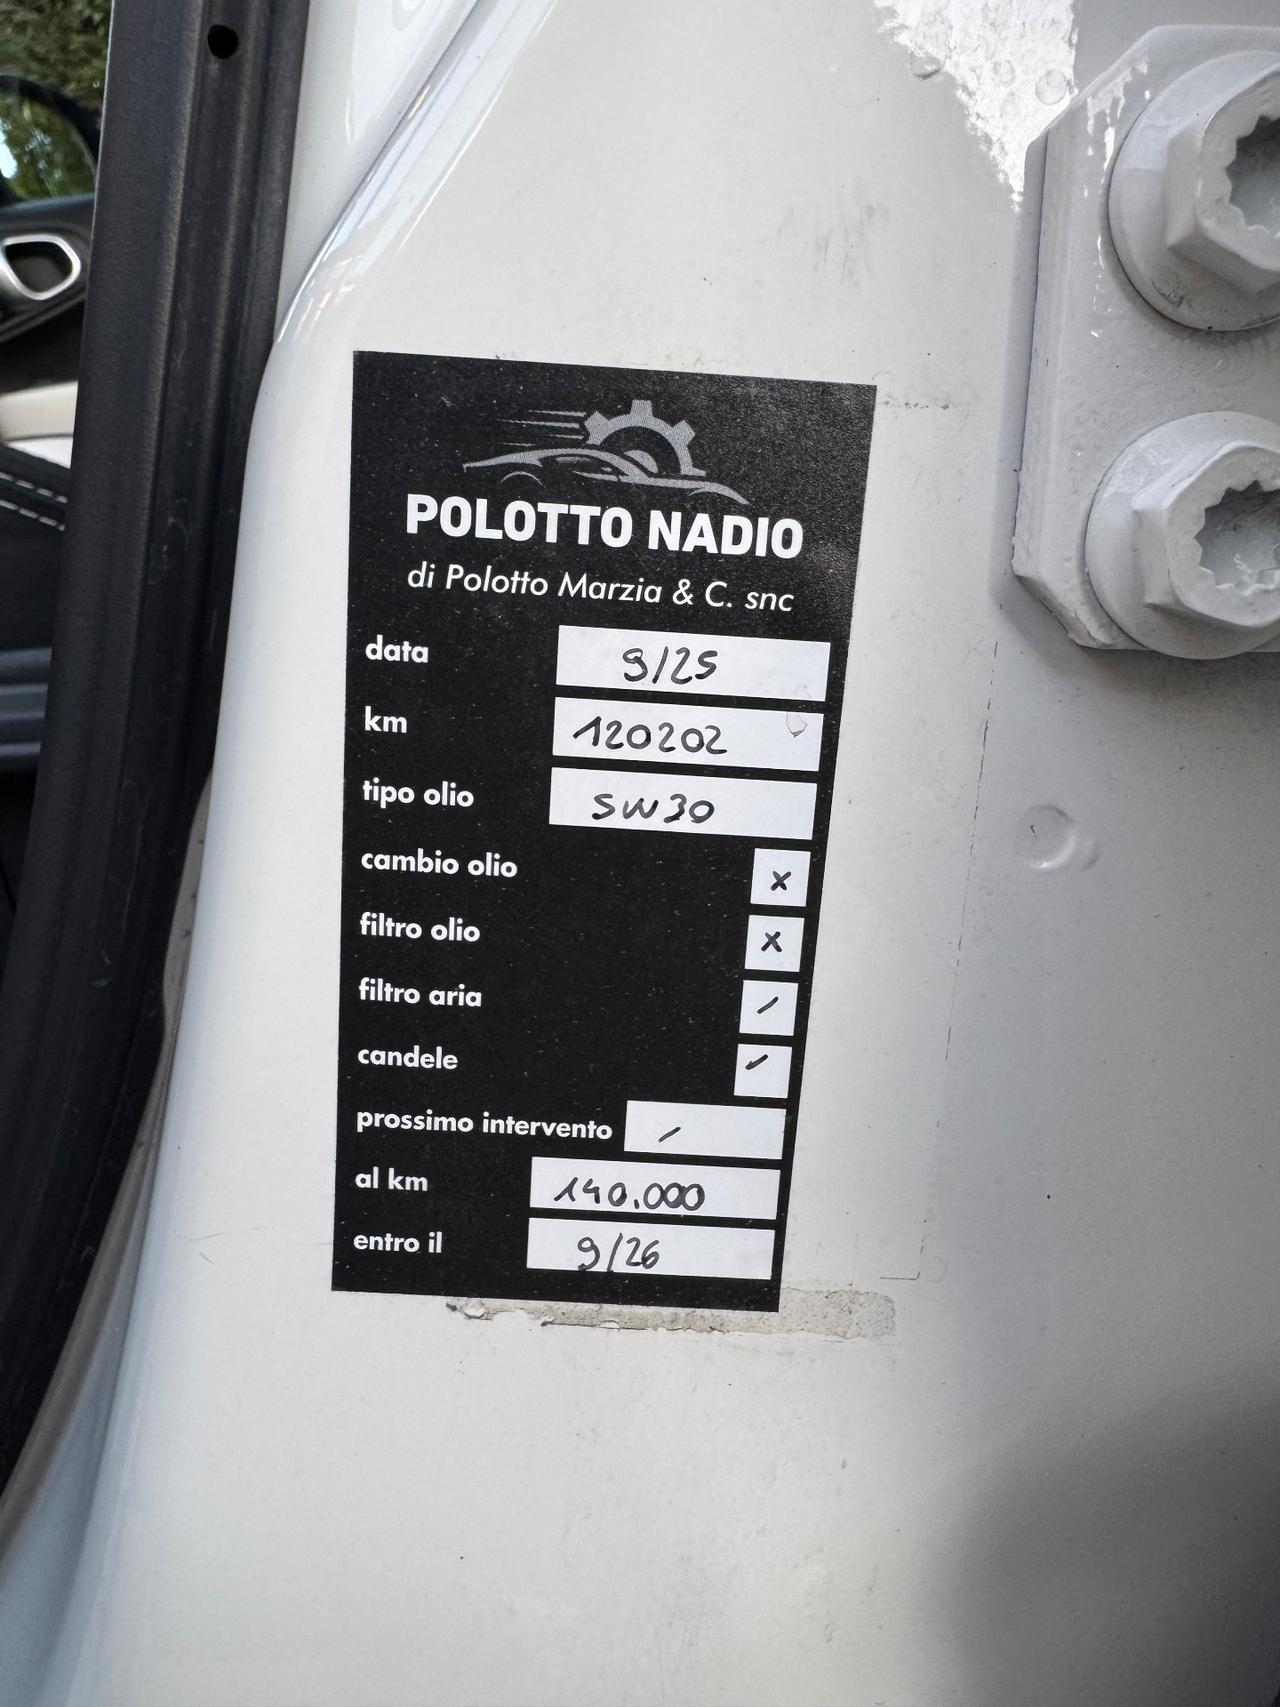 POLOTTO NADIO
di Polotto Marzia & C. snc
data 9/25
km 120202
tipo olio 5W30
cambio olio x
filtro olio x
filtro aria /
candele /
prossimo intervento /
al km 140.000
entro il 9/26